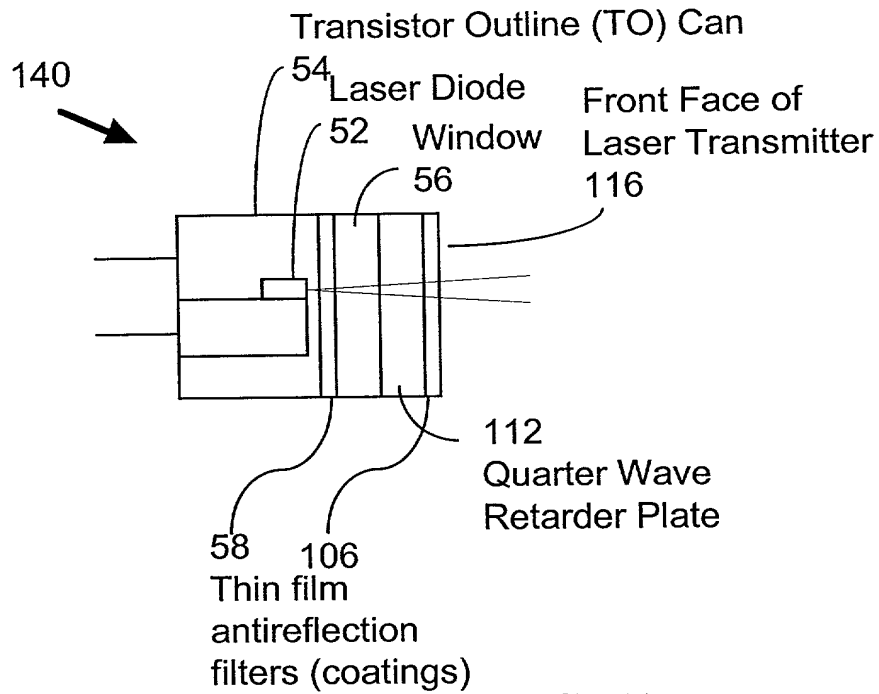 Transistor Outline (TO) Can
54
140
Laser Diode
52
Window
56
Front Face of
Laser Transmitter
116
112
Quarter Wave
Retarder Plate
58
106
Thin film
antireflection
filters (coatings)